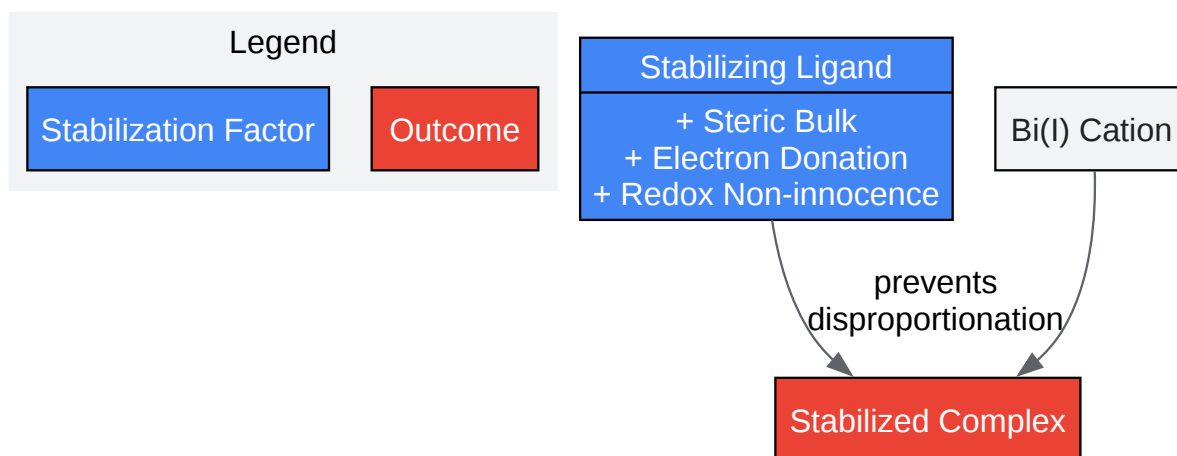 Legend
Stabilization Factor
Outcome
Stabilizing Ligand
+ Steric Bulk
+ Electron Donation
+ Redox Non-innocence
Bi(I) Cation
prevents
disproportionation
Stabilized Complex